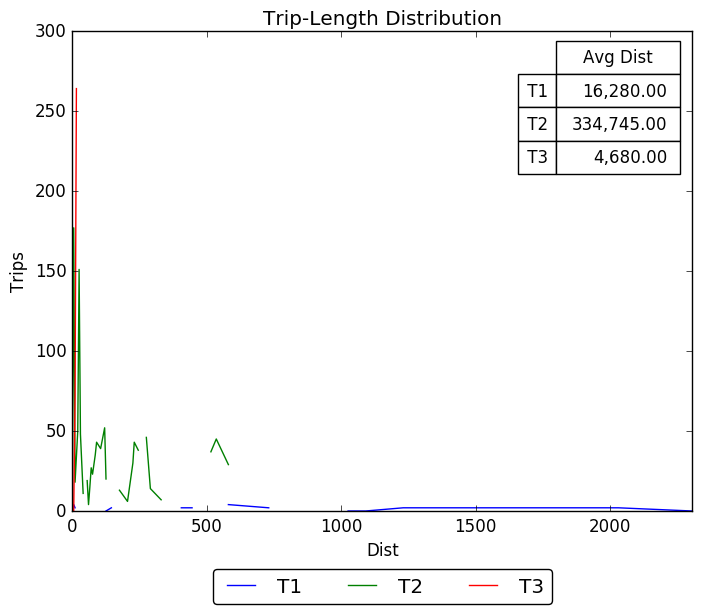 Trip-Length Distribution
Avg Dist
T1 16,280.00
T2 334,745.00
T3 4,680.00
300
250
200
150
100
50
0
Trips
0 500 1000 1500 2000
Dist
T1 T2 T3